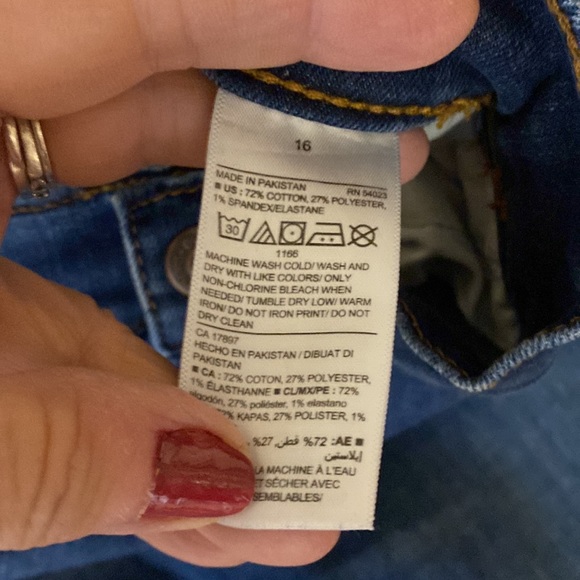 16
MADE IN PAKISTAN RN 54023
■ US : 72% COTTON, 27% POLYESTER,
1% SPANDEX/ELASTANE
30
1166
MACHINE WASH COLD/ WASH AND
DRY WITH LIKE COLORS/ ONLY
NON-CHLORINE BLEACH WHEN
NEEDED/ TUMBLE DRY LOW/ WARM
IRON/ DO NOT IRON PRINT/ DO NOT
DRY CLEAN
CA 17897
HECHO EN PAKISTAN / DIBUAT DI
PAKISTAN
■ CA : 72% COTON, 27% POLYESTER,
1% ÉLASTHANNE ■ CL/MX/PE : 72%
algodón, 27% poliéster, 1% elastano
72% KAPAS, 27% POLISTER, 1%
■ AE: 72% قطن, 27%
إيلاستين
LA MACHINE À L'EAU
ET SÉCHER AVEC
SEMBLABLES/